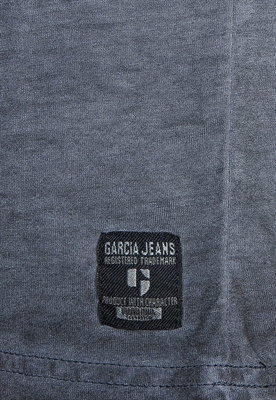 GARCIA JEANS
REGISTERED TRADEMARK
PRODUCT WITH CHARACTER